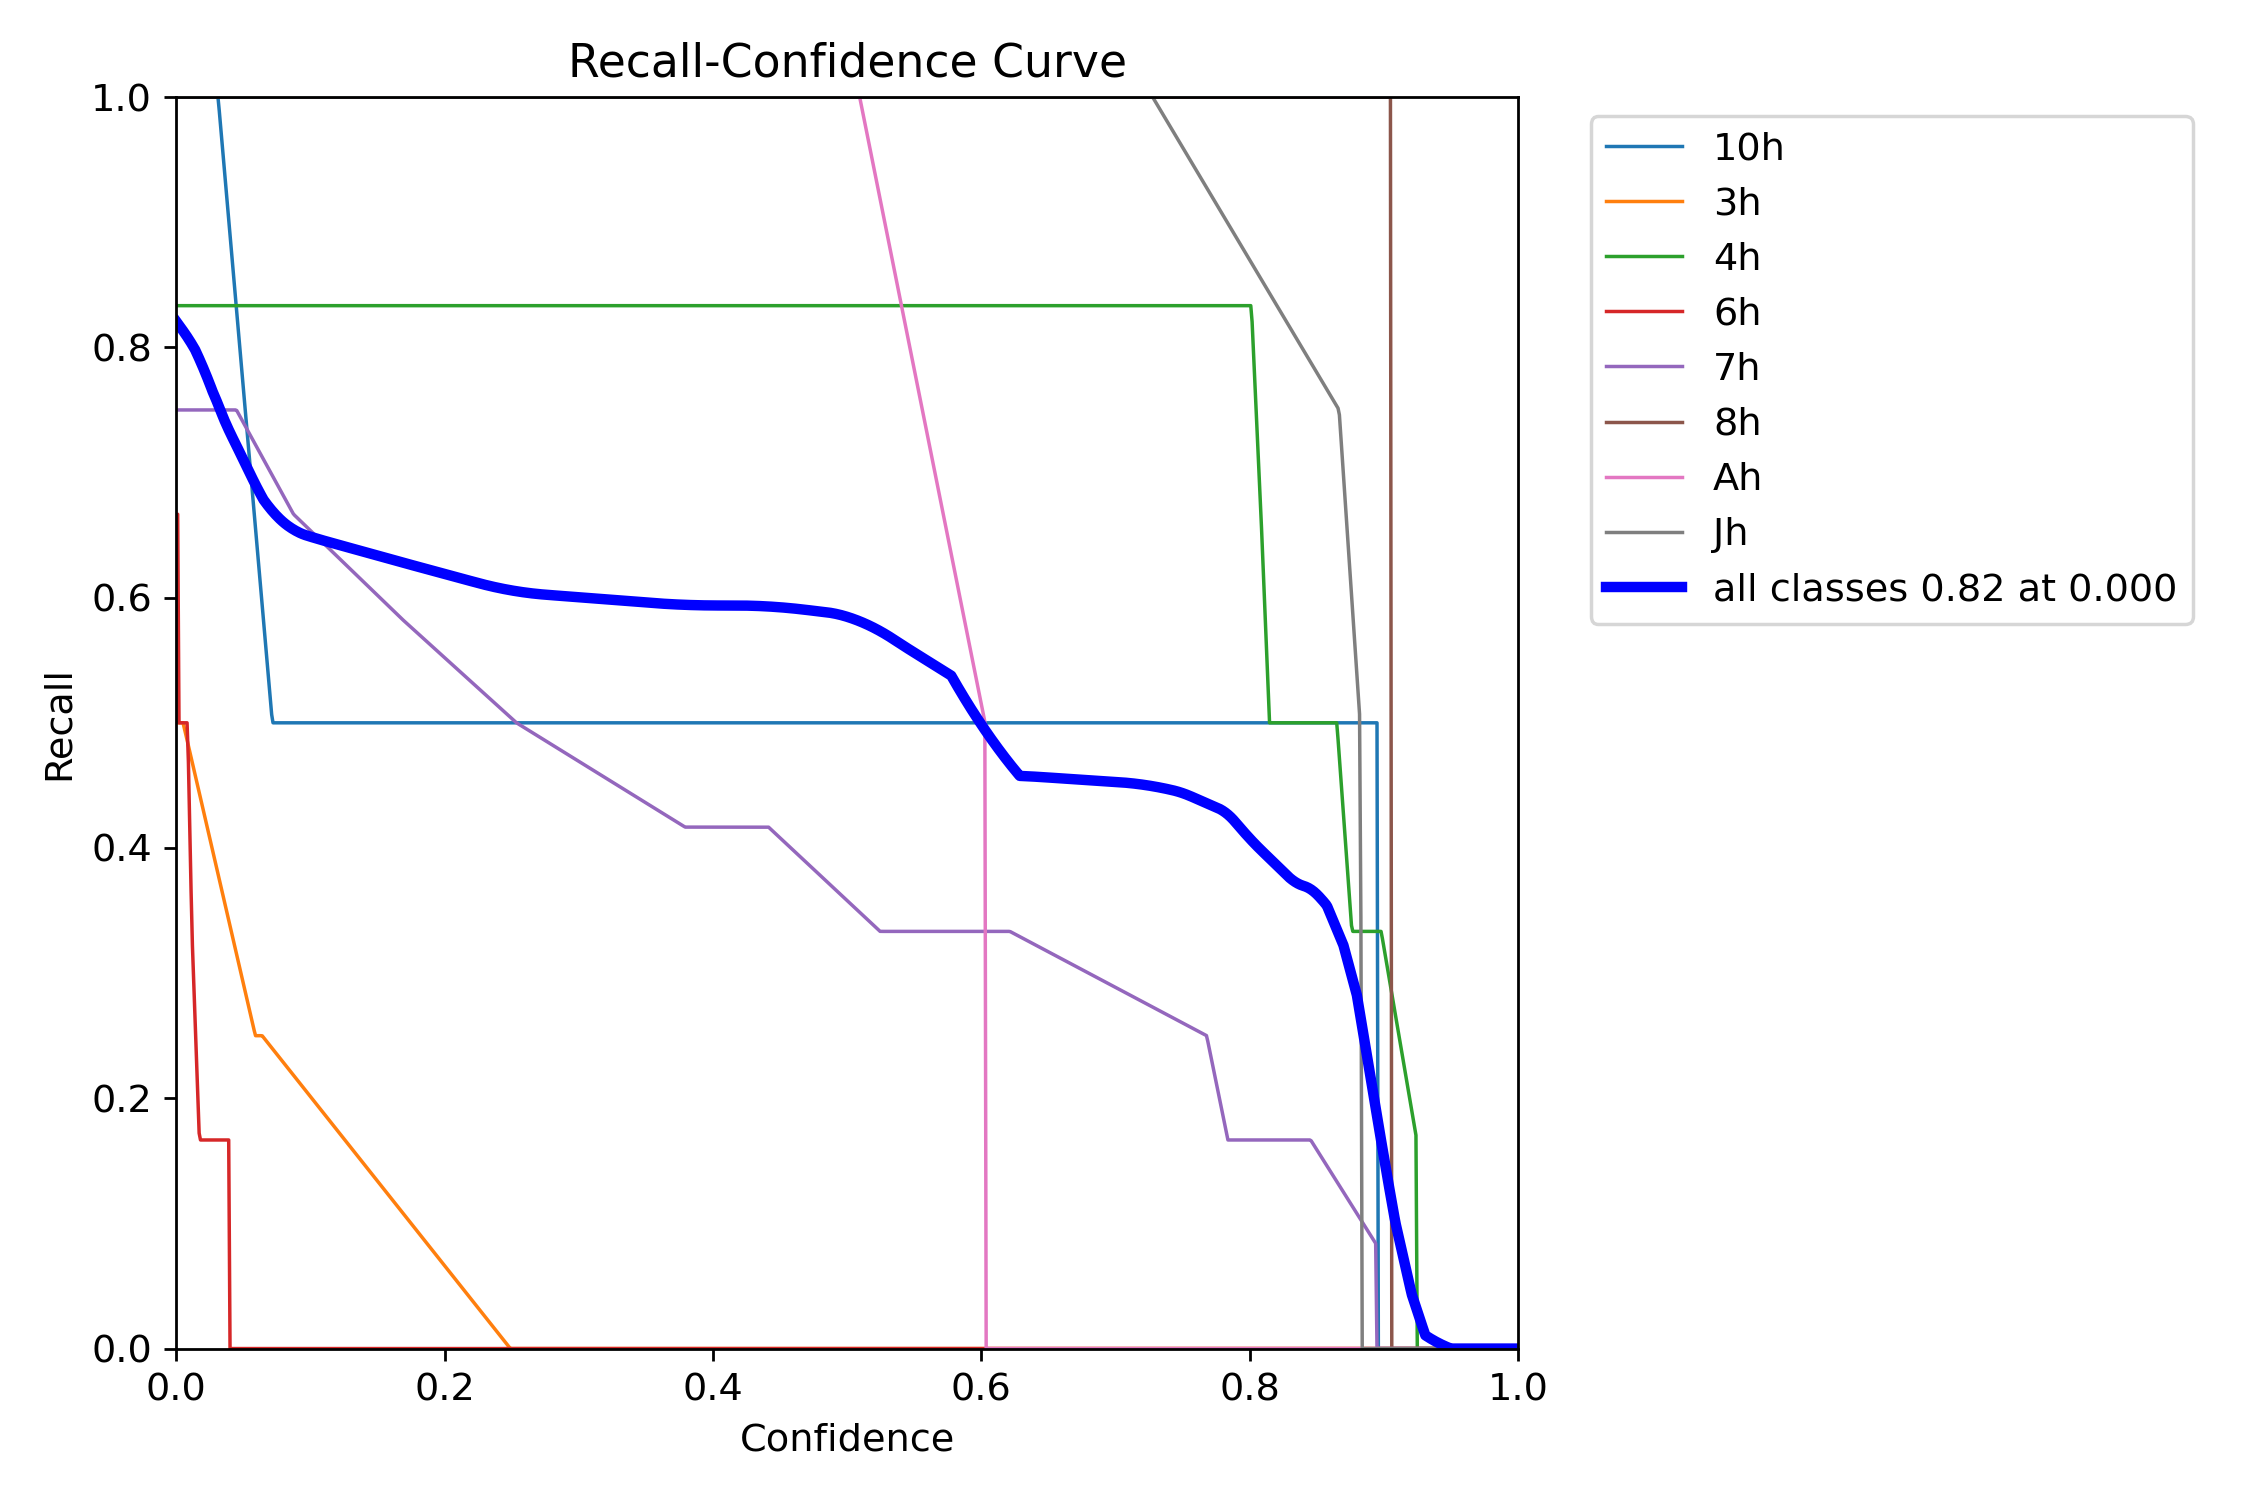 Recall-Confidence Curve
1.0
0.8
0.6
0.4
0.2
0.0
Recall
0.0 0.2 0.4 0.6 0.8 1.0
Confidence
10h
3h
4h
6h
7h
8h
Ah
Jh
all classes 0.82 at 0.000